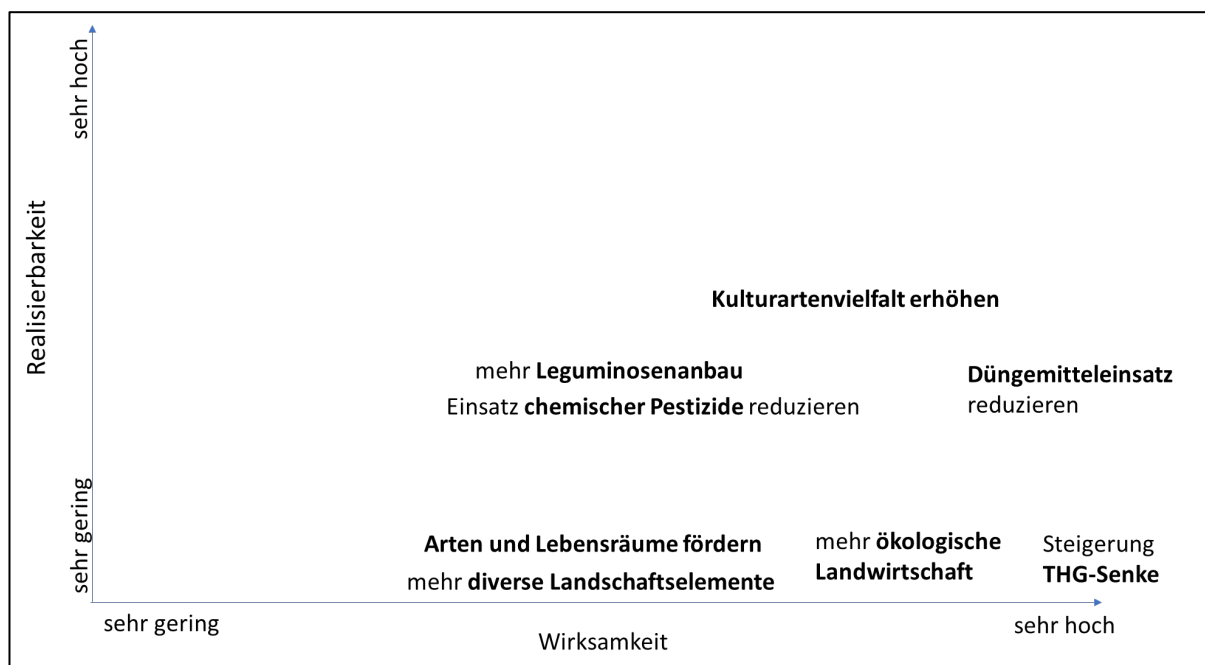 sehr hoch
Realisierbarkeit
sehr gering
Kulturartenvielfalt erhöhen
mehr Leguminosenanbau
Einsatz chemischer Pestizide reduzieren
Düngemitteleinsatz
reduzieren
Arten und Lebensräume fördern
mehr diverse Landschaftselemente
mehr ökologische
Landwirtschaft
Steigerung
THG-Senke
sehr gering
Wirksamkeit
sehr hoch